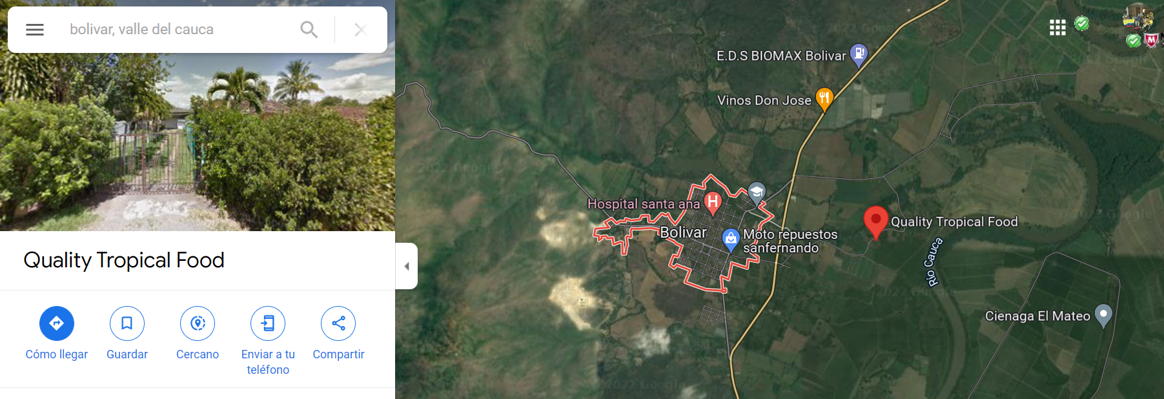 bolivar, valle del cauca
Quality Tropical Food
Cómo llegar
Guardar
Cercano
Enviar a tu
teléfono
Compartir
E.D.S BIOMAX Bolivar
Vinos Don Jose
Hospital santa ana
H
Bolivar
Moto repuestos
sanfernando
Quality Tropical Food
Río Cauca
Cienaga El Mateo